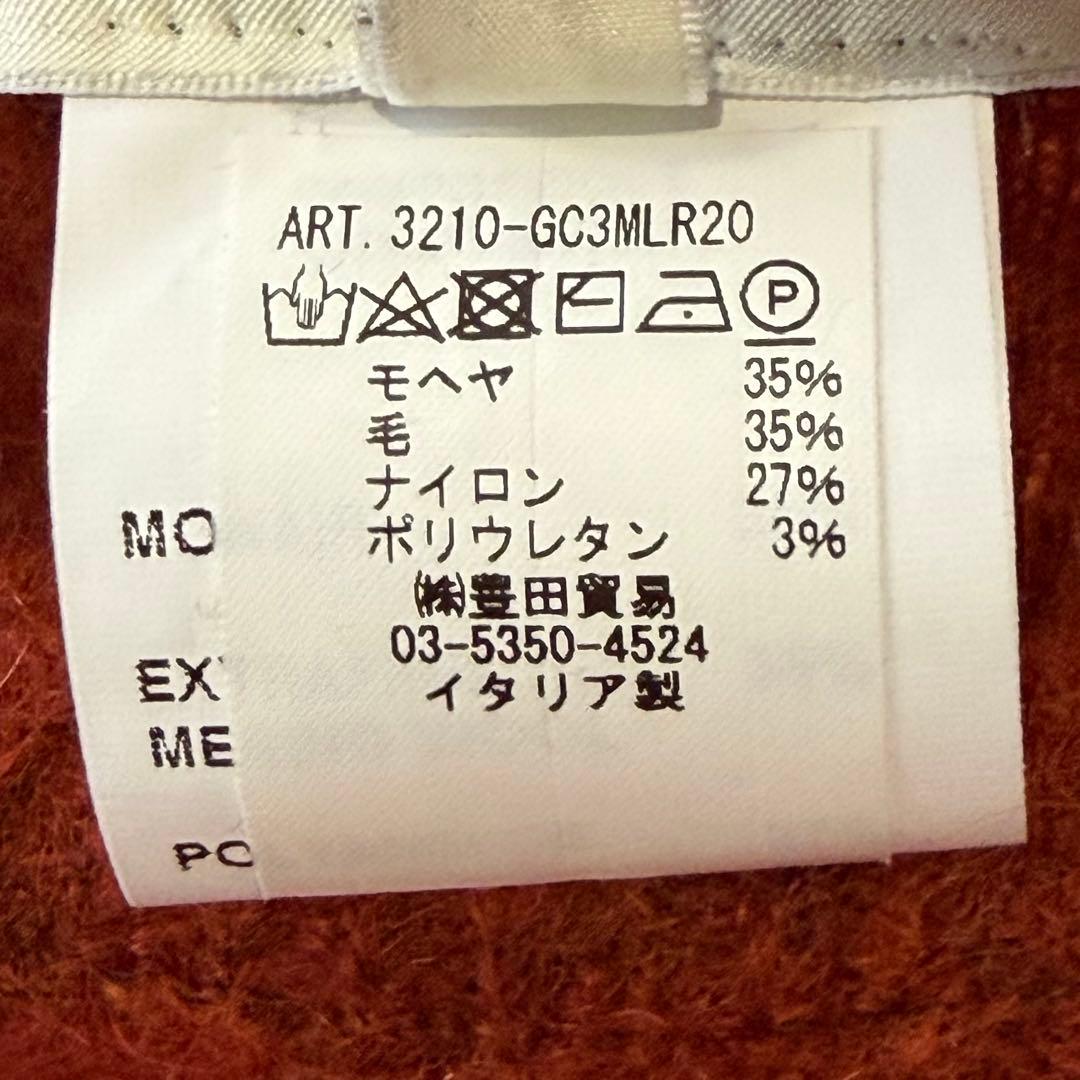 ART. 3210-GC3MLR20
P
モヘヤ 35%
毛 35%
ナイロン 27%
ポリウレタン 3%
㈱豊田貿易
03-5350-4524
イタリア製
MO
EX
ME
PO